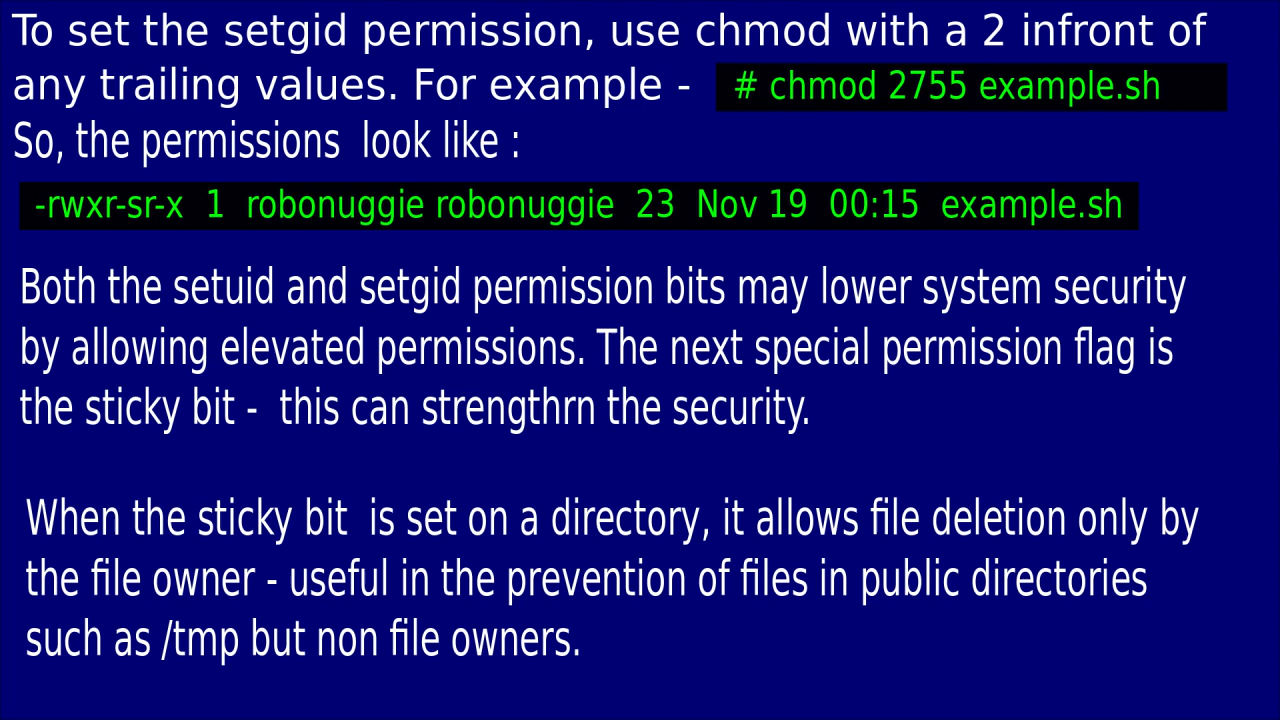 To set the setgid permission, use chmod with a 2 infront of
any trailing values. For example - # chmod 2755 example.sh
So, the permissions look like :
-rwxr-sr-x 1 robonuggie robonuggie 23 Nov 19 00:15 example.sh
Both the setuid and setgid permission bits may lower system security
by allowing elevated permissions. The next special permission flag is
the sticky bit - this can strengthrn the security.
When the sticky bit is set on a directory, it allows file deletion only by
the file owner - useful in the prevention of files in public directories
such as /tmp but non file owners.